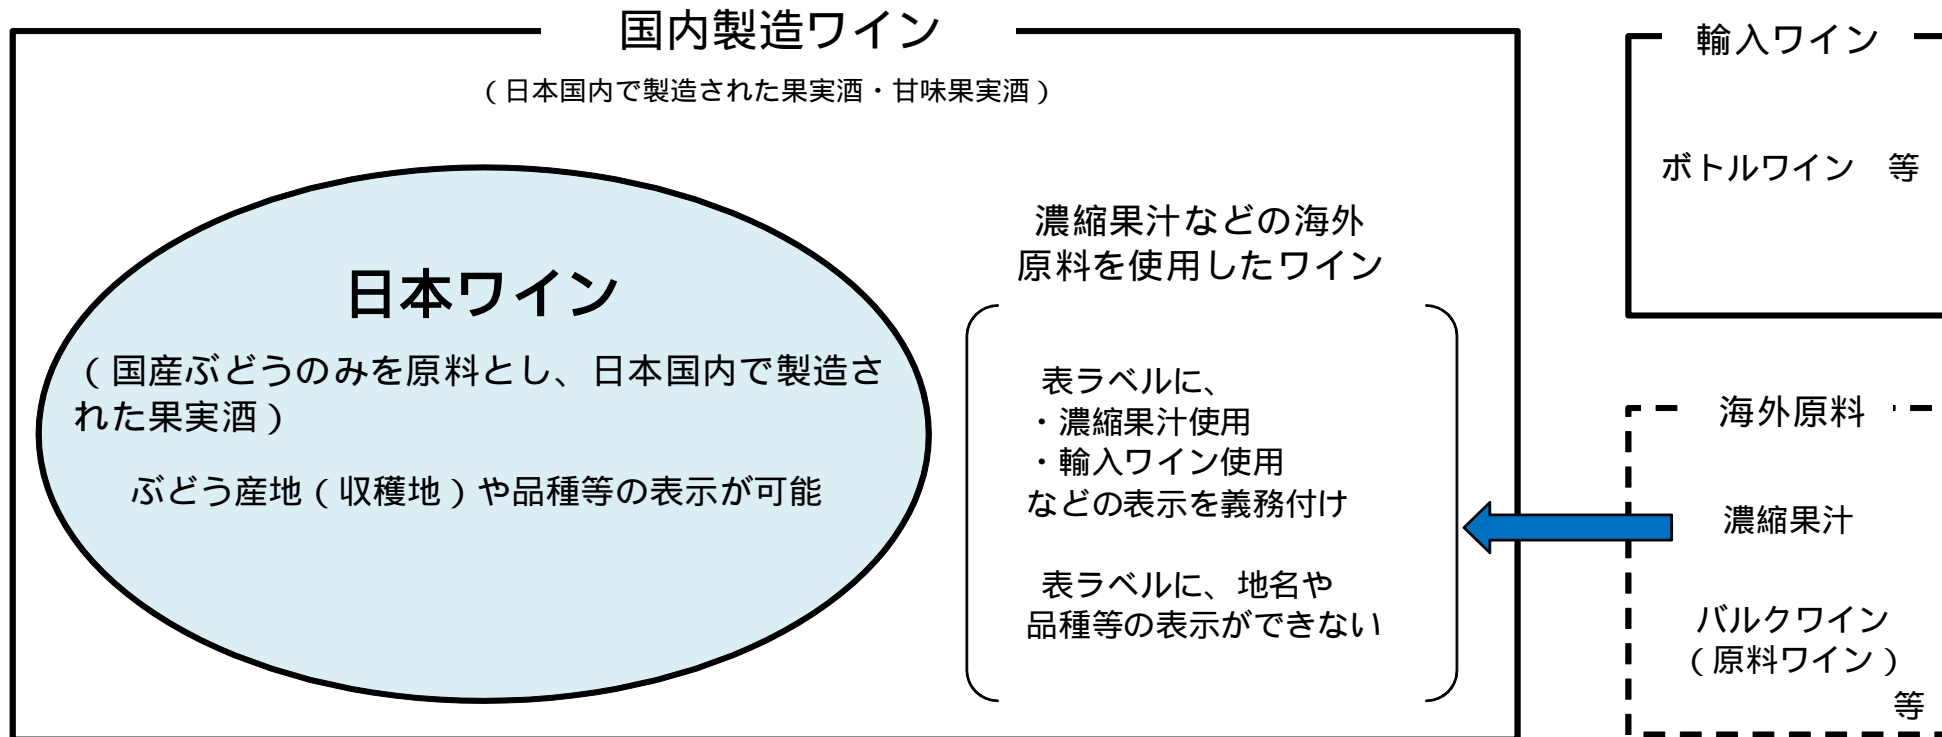 国内製造ワイン
（日本国内で製造された果実酒・甘味果実酒）
日本ワイン
（国産ぶどうのみを原料とし、日本国内で製造さ
れた果実酒）
ぶどう産地（収穫地）や品種等の表示が可能
濃縮果汁などの海外
原料を使用したワイン
表ラベルに、
・濃縮果汁使用
・輸入ワイン使用
などの表示を義務付け
表ラベルに、地名や
品種等の表示ができない
輸入ワイン
ボトルワイン　等
海外原料
濃縮果汁
バルクワイン
（原料ワイン）
等